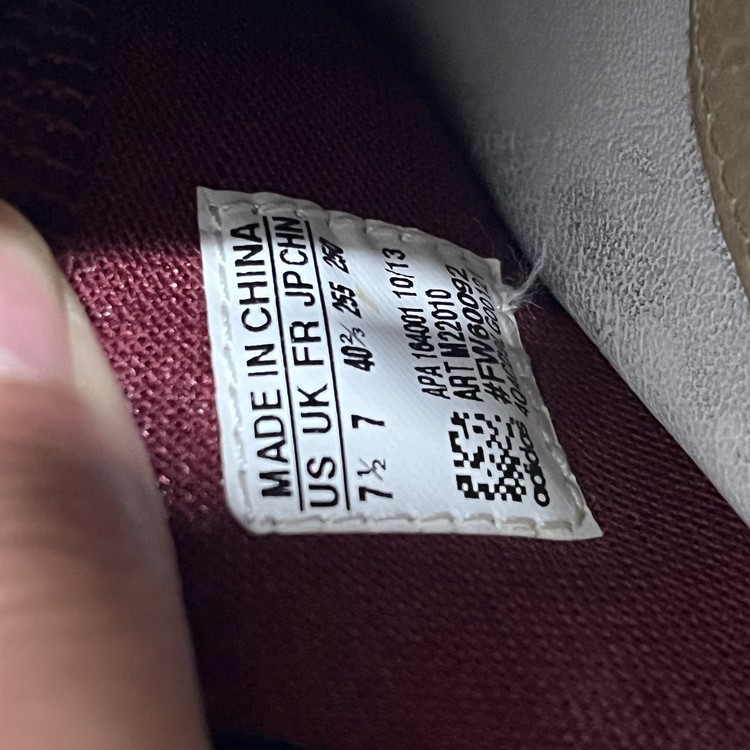 MADE IN CHINA
US UK FR JP CHN
7½ 7 40⅔ 255 250
APA 184001 10/13
ART M22010
#FW60092
adidas